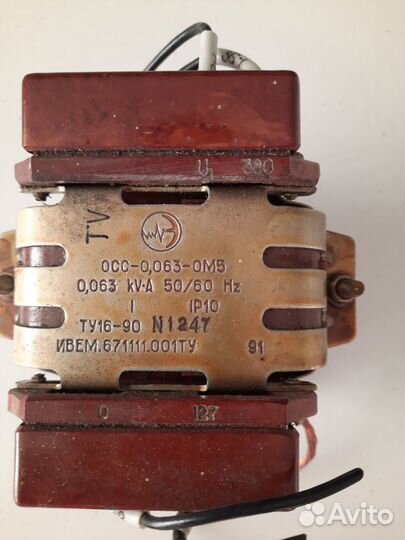 U₁ 380
TV
ОСС-0,063-ОМ5
0,063 kV·A 50/60 Hz
I IP10
ТУ16-90 N1247
ИВЕМ.671111.001ТУ 91
0 127
Avito